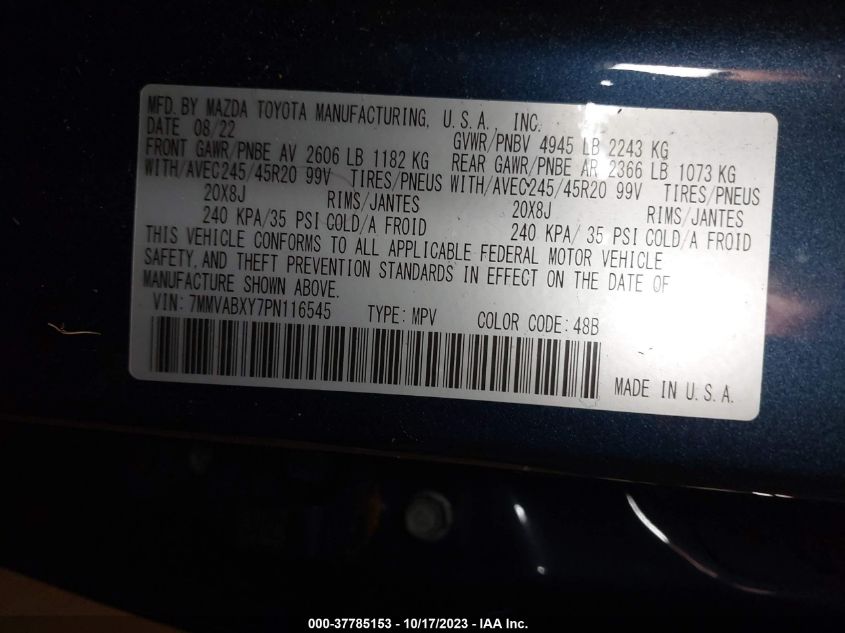 MFD. BY MAZDA TOYOTA MANUFACTURING, U.S.A. INC.
DATE 08/22 GVWR/PNBV 4945 LB 2243 KG
FRONT GAWR/PNBE AV 2606 LB 1182 KG REAR GAWR/PNBE AR 2366 LB 1073 KG
WITH/AVEC 245/45R20 99V TIRES/PNEUS WITH/AVEC 245/45R20 99V TIRES/PNEUS
20X8J RIMS/JANTES 20X8J RIMS/JANTES
240 KPA/35 PSI COLD/A FROID 240 KPA/ 35 PSI COLD/A FROID
THIS VEHICLE CONFORMS TO ALL APPLICABLE FEDERAL MOTOR VEHICLE
SAFETY, AND THEFT PREVENTION STANDARDS IN EFFECT ON THE DATE OF
MANUFACTURE SHOWN ABOVE.
VIN: 7MMVABXY7PN116545 TYPE: MPV COLOR CODE: 48B
MADE IN U.S.A.
000-37785153 - 10/17/2023 - IAA Inc.